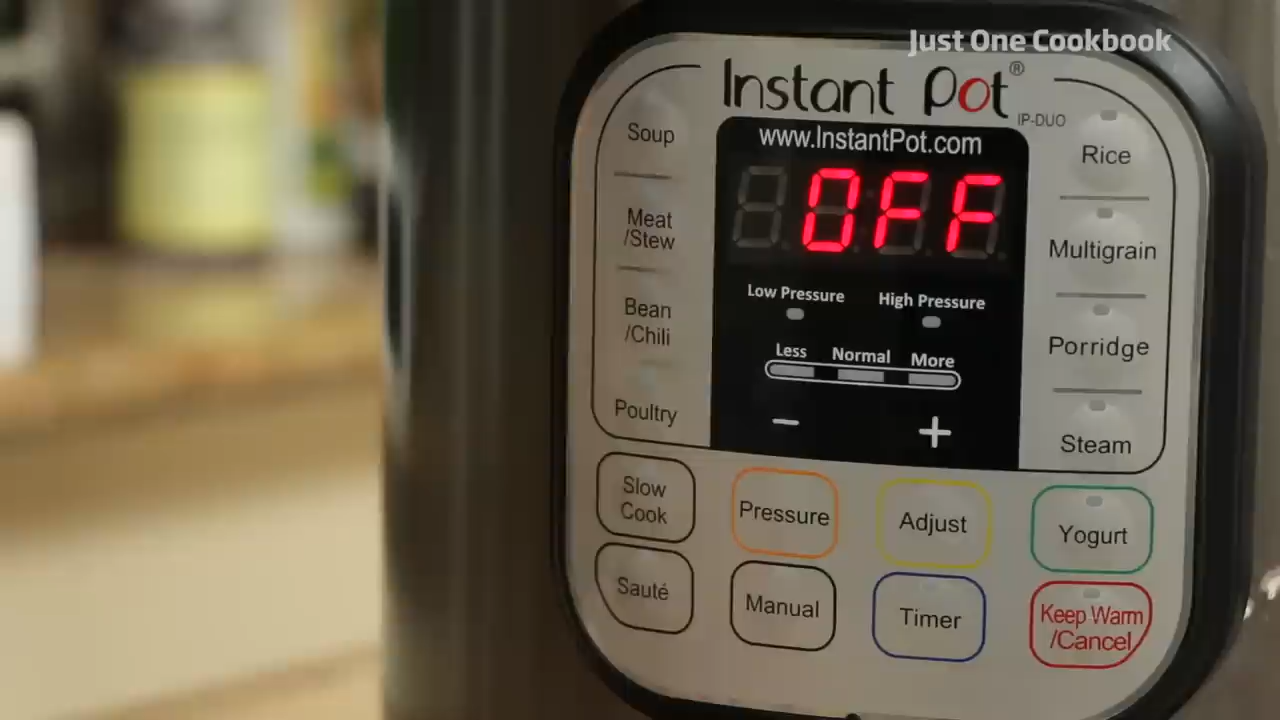 Just One Cookbook
Instant Pot®
IP-DUO
www.InstantPot.com
OFF
Soup
Meat
/Stew
Bean
/Chili
Poultry
Low Pressure
High Pressure
Less
Normal
More
−
+
Rice
Multigrain
Porridge
Steam
Slow
Cook
Pressure
Adjust
Yogurt
Sauté
Manual
Timer
Keep Warm
/Cancel